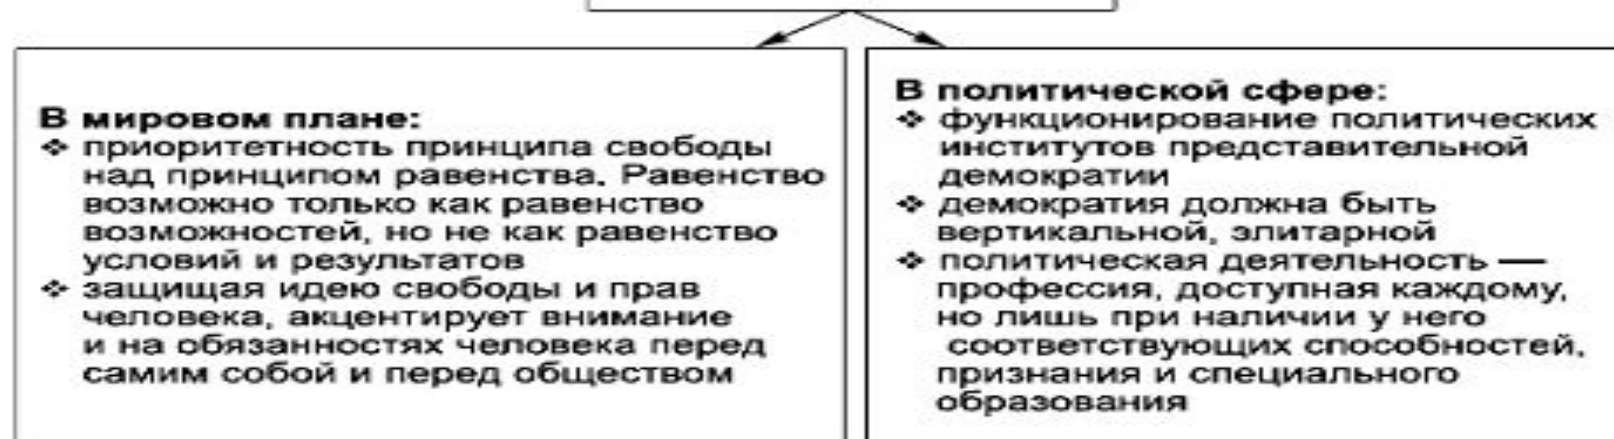 В мировом плане:
❖ приоритетность принципа свободы
над принципом равенства. Равенство
возможно только как равенство
возможностей, но не как равенство
условий и результатов
❖ защищая идею свободы и прав
человека, акцентирует внимание
и на обязанностях человека перед
самим собой и перед обществом
В политической сфере:
❖ функционирование политических
институтов представительной
демократии
❖ демократия должна быть
вертикальной, элитарной
❖ политическая деятельность —
профессия, доступная каждому,
но лишь при наличии у него
соответствующих способностей,
признания и специального
образования